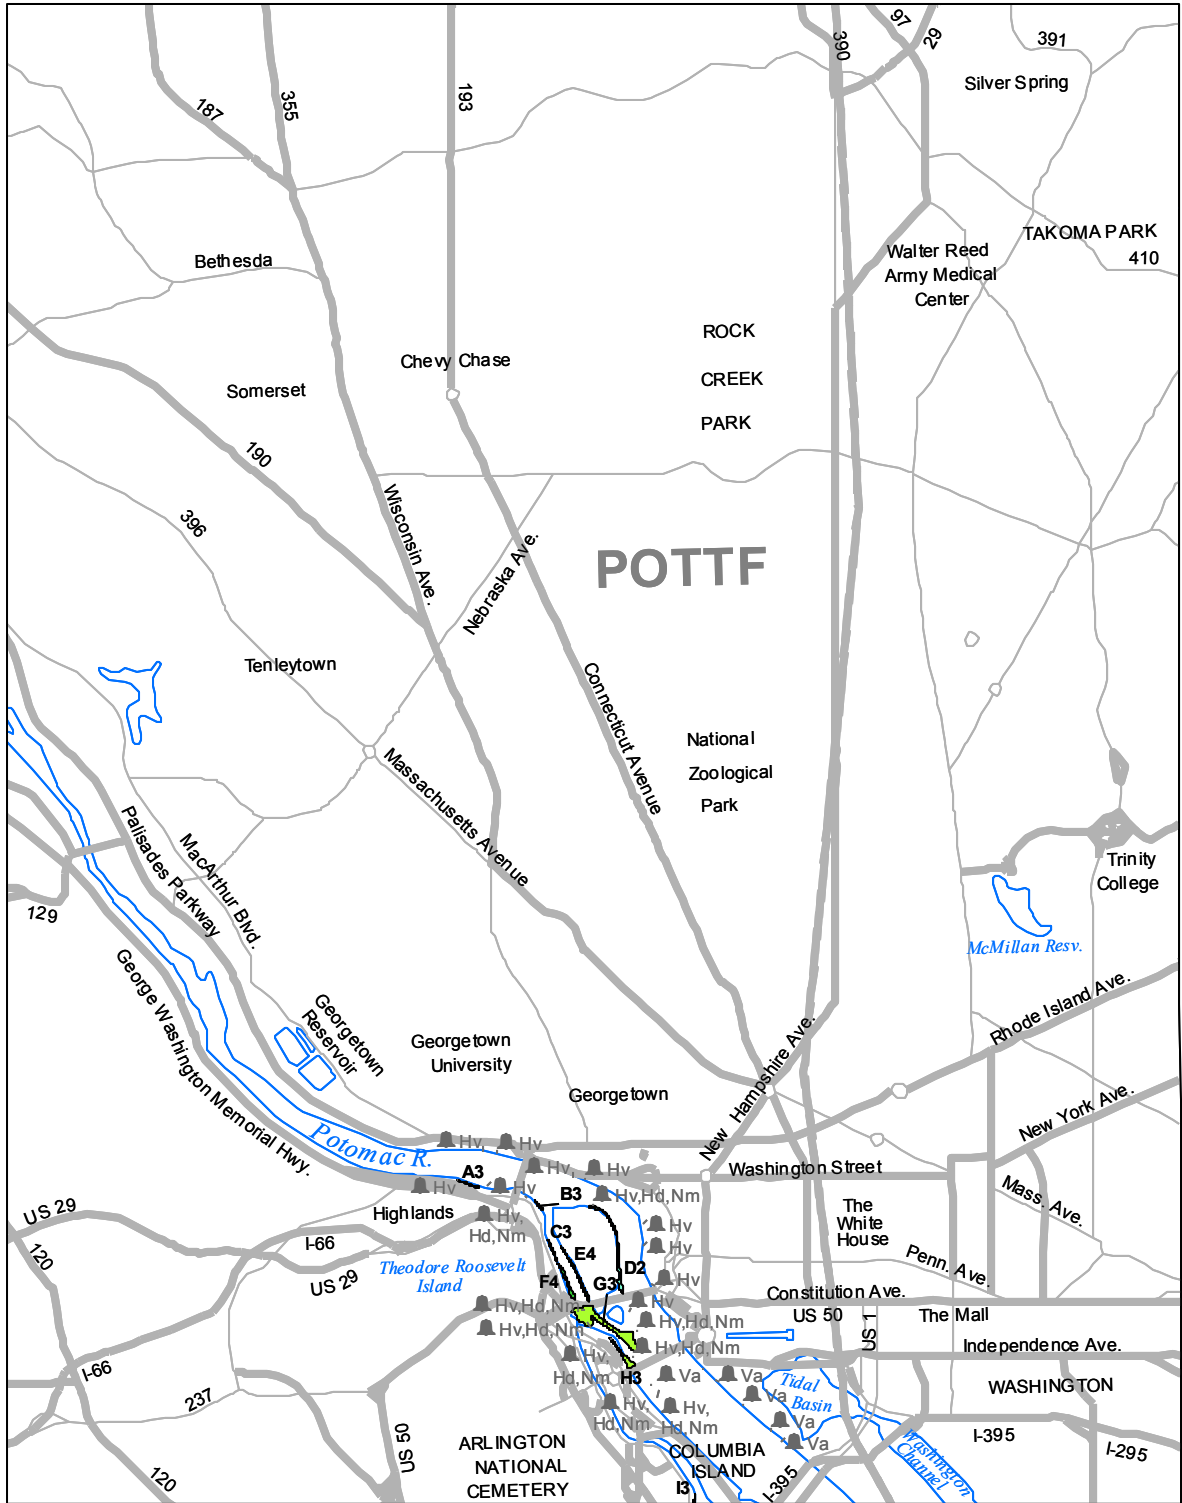 97
29
390
391
Silver Spring
187
355
193
TAKOMA PARK
410
Walter Reed
Army Medical
Center
Bethesda
ROCK
CREEK
PARK
Chevy Chase
Somerset
190
396
Wisconsin Ave.
Nebraska Ave.
POTTF
Tenleytown
Connecticut Avenue
National
Zoological
Park
Massachusetts Avenue
Palisades Parkway
MacArthur Blvd.
Trinity
College
129
McMillan Resv.
George Washington Memorial Hwy.
Georgetown
Reservoir
Georgetown
University
Georgetown
New Hampshire Ave.
Rhode Island Ave.
New York Ave.
Potomac R.
Hv,
Hv
Hv,
Hv
A3
Washington Street
Hv
Hv
B3
Hv,Hd,Nm
Mass. Ave.
US 29
Highlands
Hv,
Hd,Nm
C3
Hv
The
White
House
I-66
E4
Hv
120
US 29
Theodore Roosevelt
Island
F4
G3
D2
Hv
Penn. Ave.
Constitution Ave.
Hv,Hd,Nm
Hv
US 50
The Mall
Hv,Hd,Nm
Hv,Hd,Nm
US 1
Independence Ave.
Hv,
Hd,Nm
Hv,Hd,Nm
I-66
H3
Va
Va
Tidal
Basin
WASHINGTON
237
Hv,
Hd,Nm
Hv,
Hd,Nm
Va
Va
Va
US 50
ARLINGTON
NATIONAL
CEMETERY
COLUMBIA
ISLAND
Washington
Channel
I-395
I-295
120
I3
I-395